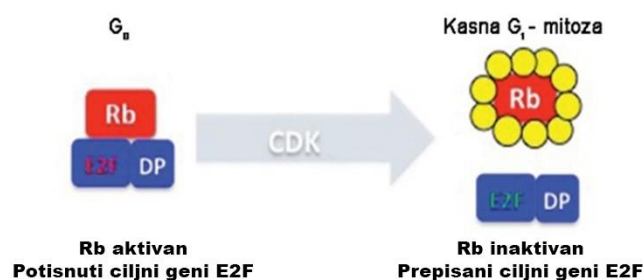 G₀
Kasna G₁ - mitoza
Rb
E2F DP
CDK
Rb
E2F DP
Rb aktivan
Potisnuti ciljni geni E2F
Rb inaktivan
Prepisani ciljni geni E2F